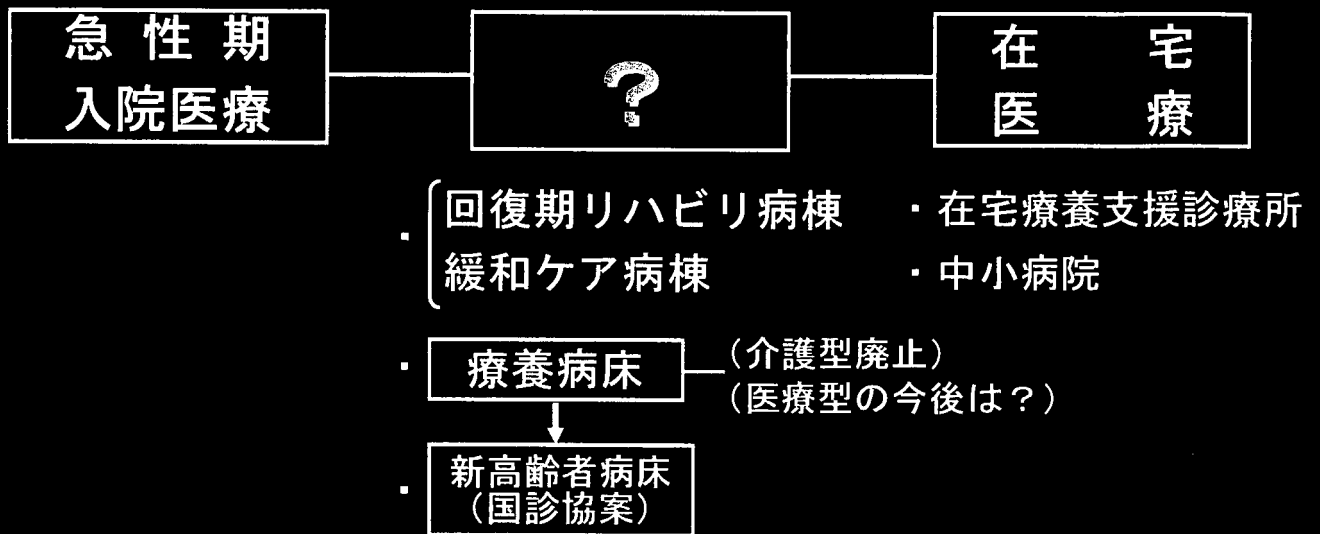 急性期
入院医療
?
在宅
医療
・回復期リハビリ病棟
緩和ケア病棟
・在宅療養支援診療所
・中小病院
・療養病床
(介護型廃止)
(医療型の今後は？)
・新高齢者病床
(国診協案)